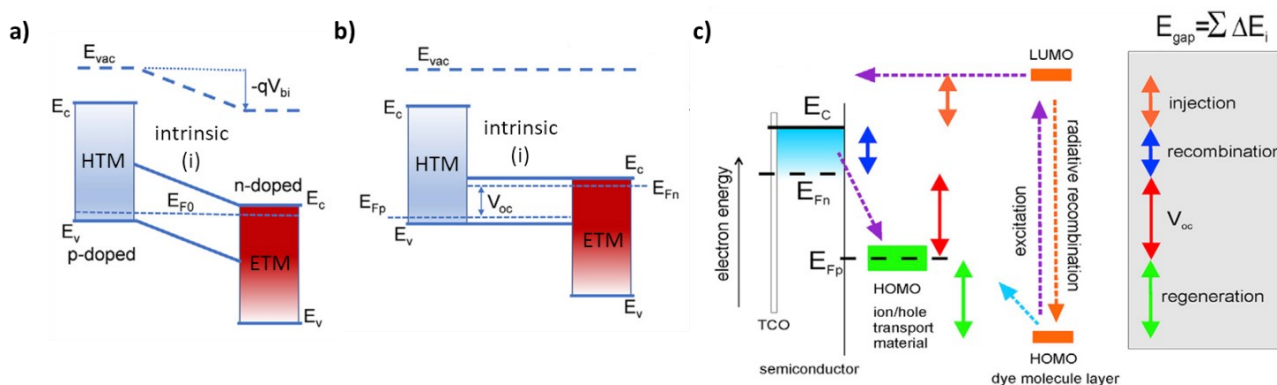 a)
E_vac
-qV_bi
E_c
HTM
intrinsic
(i)
n-doped
E_F0
E_c
E_v
p-doped
ETM
E_v
b)
E_vac
E_c
HTM
intrinsic
(i)
E_c
E_Fn
E_Fp
V_oc
E_v
ETM
E_v
c)
LUMO
E_C
E_Fn
E_Fp
electron energy
TCO
HOMO
ion/hole
transport
material
semiconductor
excitation
radiative recombination
HOMO
dye molecule layer
E_gap=∑ ΔE_i
injection
recombination
V_oc
regeneration